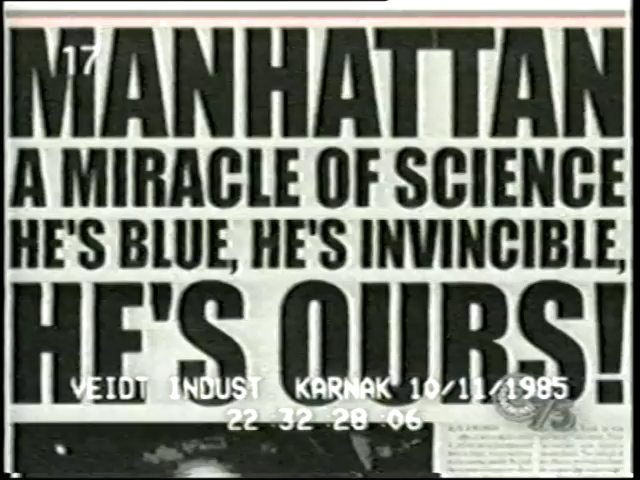 17
MANHATTAN
A MIRACLE OF SCIENCE
HE'S BLUE, HE'S INVINCIBLE,
HE'S OURS!
VEIDT INDUST KARNAK 10/11/1985
22 32 28 06